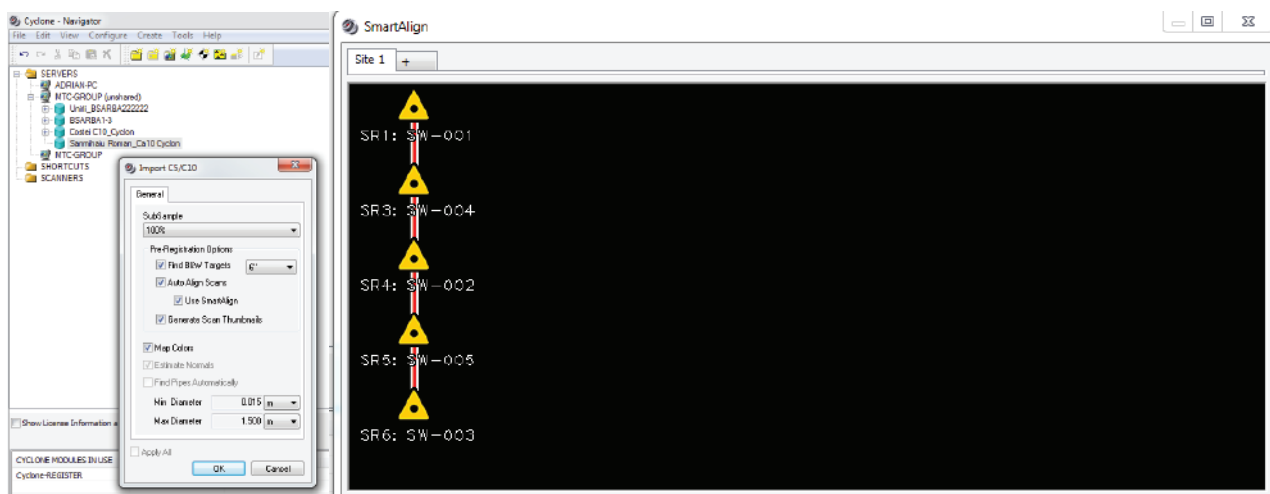 Cyclone - Navigator
File Edit View Configure Create Tools Help
SERVERS
ADRIAN-PC
MTC-GROUP (unshared)
BSARBA1-3
Costei C10_Cyclon
Sanmihaiu Roman_Ca10 Cyclon
MTC-GROUP
SHORTCUTS
SCANNERS
Show License Information a
CYCLONE MODULES IN USE
Cyclone-REGISTER
Import C5/C10
General
SubSample
100%
Pre-Registration Options
Find B&W Targets 6"
Auto Align Scans
Use SmartAlign
Generate Scan Thumbnails
Map Colors
Estimate Normals
Find Pipes Automatically
Min Diameter 0.015 m
Max Diameter 1.500 m
Apply All
OK Cancel
SmartAlign
Site 1 +
SR1: SW-001
SR3: SW-004
SR4: SW-002
SR5: SW-005
SR6: SW-003